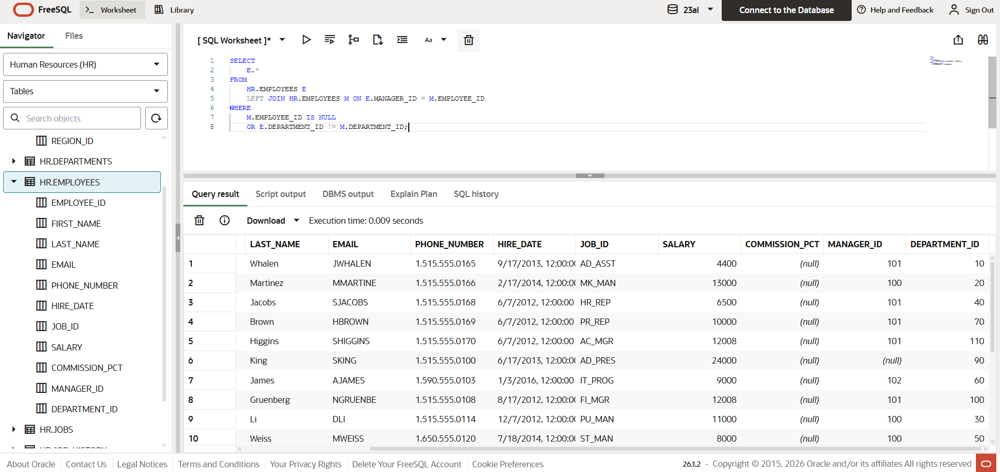 FreeSQL
Worksheet
Library
23ai
Connect to the Database
Help and Feedback
Sign Out
Navigator
Files
Human Resources (HR)
Tables
Search objects
REGION_ID
HR.DEPARTMENTS
HR.EMPLOYEES
EMPLOYEE_ID
FIRST_NAME
LAST_NAME
EMAIL
PHONE_NUMBER
HIRE_DATE
JOB_ID
SALARY
COMMISSION_PCT
MANAGER_ID
DEPARTMENT_ID
HR.JOBS
[ SQL Worksheet ]*
Aa
1 SELECT
2 E.*
3 FROM
4 HR.EMPLOYEES E
5 LEFT JOIN HR.EMPLOYEES M ON E.MANAGER_ID = M.EMPLOYEE_ID
6 WHERE
7 M.EMPLOYEE_ID IS NULL
8 OR E.DEPARTMENT_ID != M.DEPARTMENT_ID;
Query result Script output DBMS output Explain Plan SQL history
Download Execution time: 0.009 seconds
LAST_NAME EMAIL PHONE_NUMBER HIRE_DATE JOB_ID SALARY COMMISSION_PCT MANAGER_ID DEPARTMENT_ID
1 Whalen JWHALEN 1.515.555.0165 9/17/2013, 12:00:00 AD_ASST 4400 (null) 101 10
2 Martinez MMARTINE 1.515.555.0166 2/17/2014, 12:00:00 MK_MAN 13000 (null) 100 20
3 Jacobs SJACOBS 1.515.555.0168 6/7/2012, 12:00:00 HR_REP 6500 (null) 101 40
4 Brown HBROWN 1.515.555.0169 6/7/2012, 12:00:00 PR_REP 10000 (null) 101 70
5 Higgins SHIGGINS 1.515.555.0170 6/7/2012, 12:00:00 AC_MGR 12008 (null) 101 110
6 King SKING 1.515.555.0100 6/17/2013, 12:00:00 AD_PRES 24000 (null) (null) 90
7 James AJAMES 1.590.555.0103 1/3/2016, 12:00:00 IT_PROG 9000 (null) 102 60
8 Gruenberg NGRUENBE 1.515.555.0108 8/17/2012, 12:00:00 FI_MGR 12008 (null) 101 100
9 Li DLI 1.515.555.0114 12/7/2012, 12:00:00 PU_MAN 11000 (null) 100 30
10 Weiss MWEISS 1.650.555.0120 7/18/2014, 12:00:00 ST_MAN 8000 (null) 100 50
About Oracle Contact Us Legal Notices Terms and Conditions Your Privacy Rights Delete Your FreeSQL Account Cookie Preferences
26.1.2 - Copyright © 2015, 2026 Oracle and/or its affiliates All rights reserved